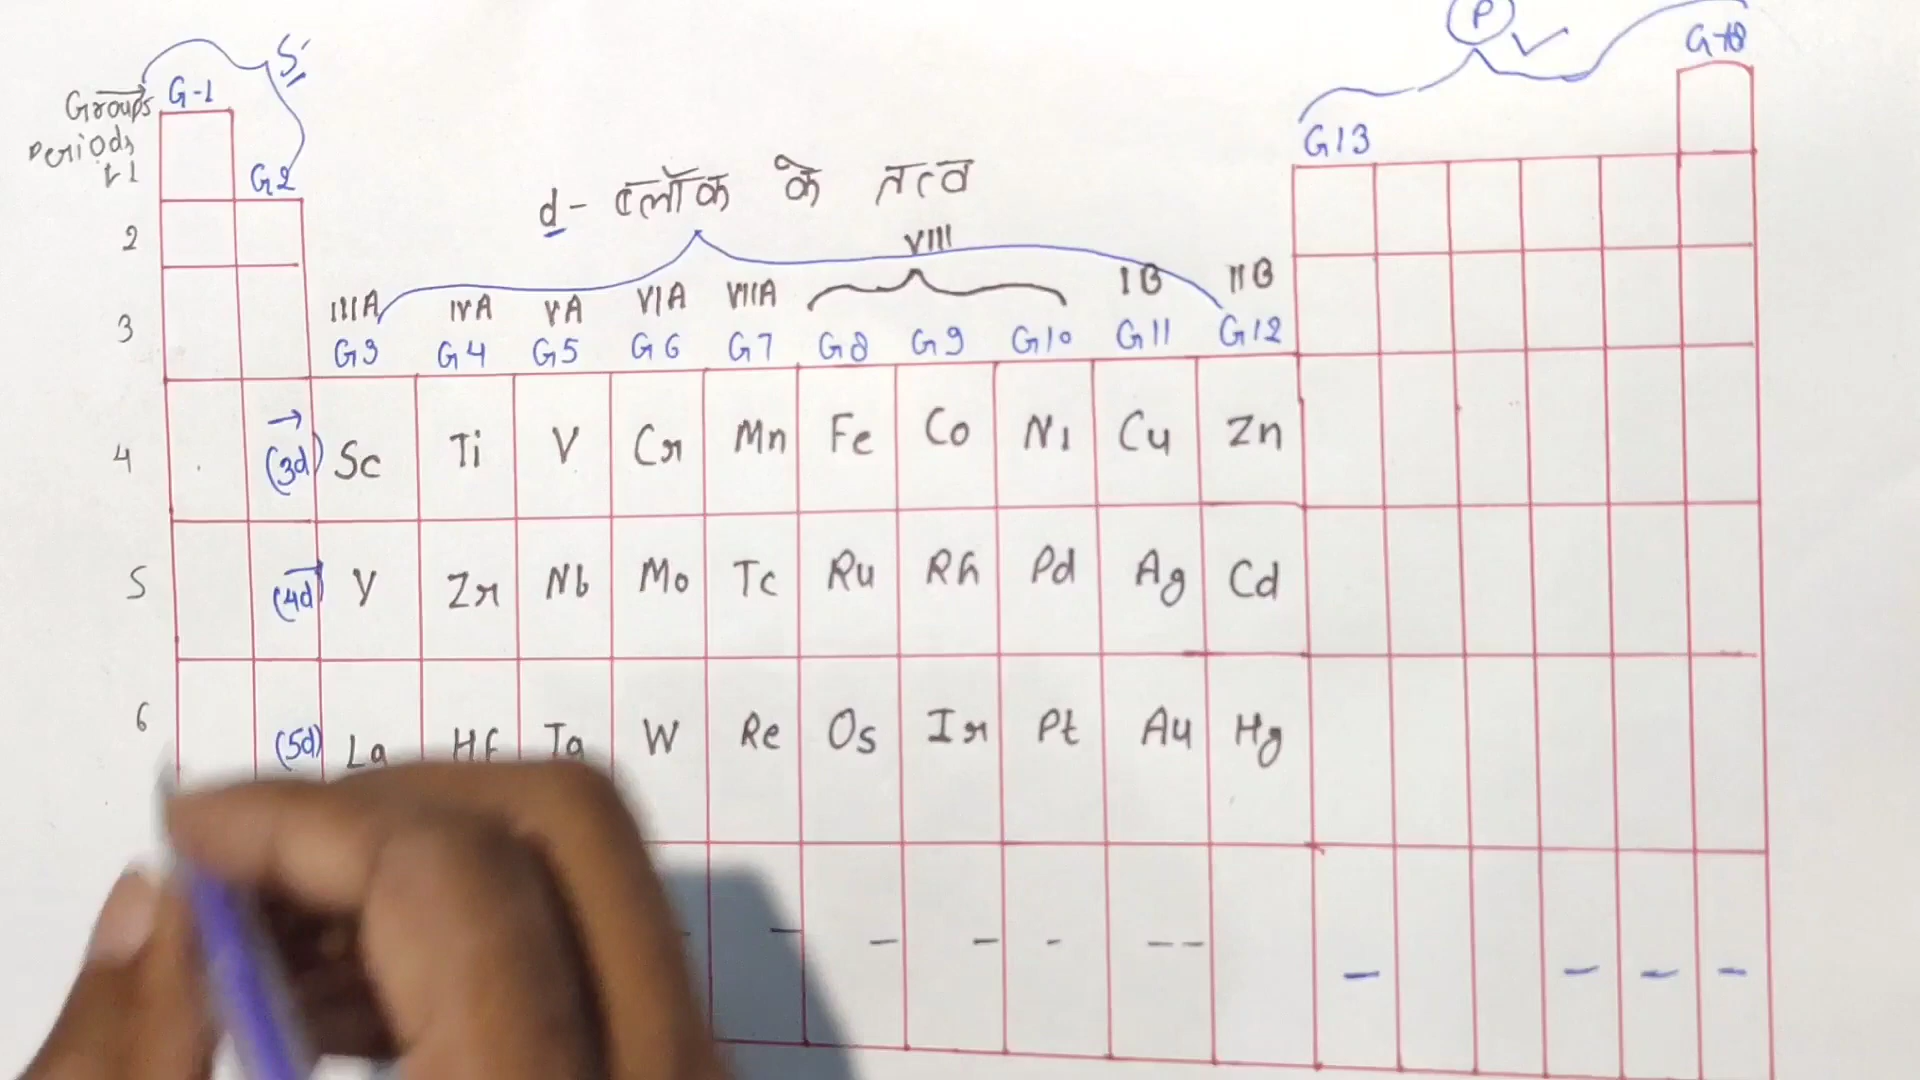 P
S
G-18
G-1
Groups
Periods
1
G2
G13
d- ब्लॉक के तत्व
2
VIII
IIIA IVA VA VIA VIIA IB IIB
3
G3 G4 G5 G6 G7 G8 G9 G10 G11 G12
4 (3d) Sc Ti V Cr Mn Fe Co Ni Cu Zn
5 (4d) Y Zr Nb Mo Tc Ru Rh Pd Ag Cd
6 (5d) La Hf Ta W Re Os Ir Pt Au Hg